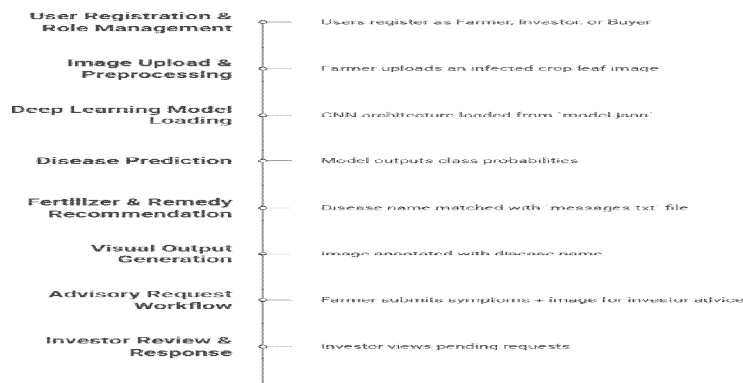 User Registration &
Role Management
Users register as Farmer, Investor, or Buyer
Image Upload &
Preprocessing
Farmer uploads an infected crop leaf image
Deep Learning Model
Loading
CNN architecture loaded from `model.json`
Disease Prediction
Model outputs class probabilities
Fertilizer & Remedy
Recommendation
Disease name matched with `messages.txt` file
Visual Output
Generation
Image annotated with disease name
Advisory Request
Workflow
Farmer submits symptoms + image for investor advice
Investor Review &
Response
Investor views pending requests